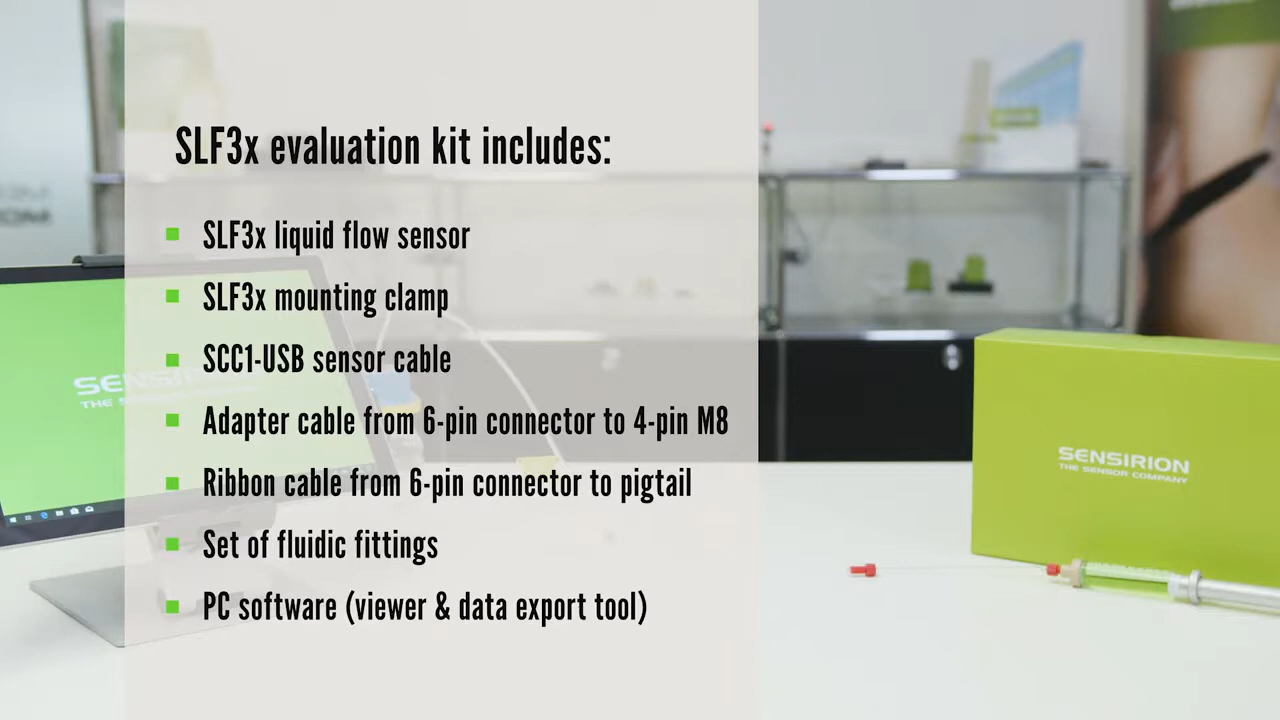 SLF3x evaluation kit includes:
SLF3x liquid flow sensor
SLF3x mounting clamp
SCC1-USB sensor cable
Adapter cable from 6-pin connector to 4-pin M8
Ribbon cable from 6-pin connector to pigtail
Set of fluidic fittings
PC software (viewer & data export tool)
SENSIRION
THE SENSOR COMPANY